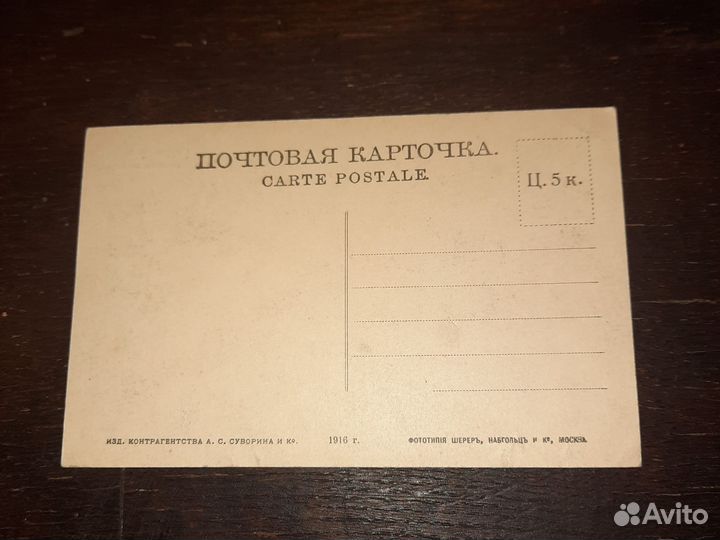 ПОЧТОВАЯ КАРТОЧКА.
CARTE POSTALE.
Ц. 5 к.
ИЗД. КОНТРАГЕНТСТВА А. С. СУВОРИНА И Кº. 1916 г. ФОТОТИПІЯ ШЕРЕРЪ, НАБГОЛЬЦЪ И Кº, МОСКВА.
Avito